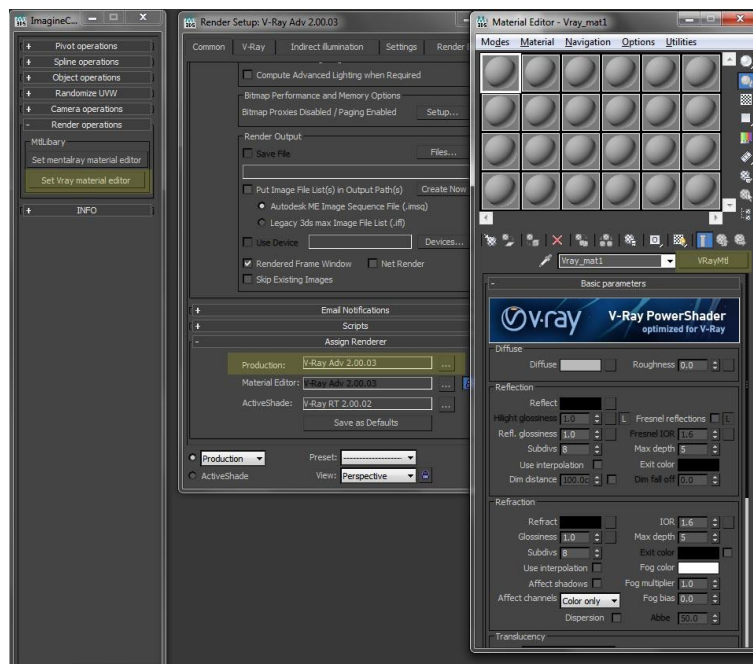 ImagineC...
Pivot operations
Spline operations
Object operations
Randomize UVW
Camera operations
Render operations
MtlLibary
Set mentalray material editor
Set Vray material editor
INFO
Render Setup: V-Ray Adv 2.00.03
Common V-Ray Indirect illumination Settings Render
Compute Advanced Lighting when Required
Bitmap Performance and Memory Options
Bitmap Proxies Disabled / Paging Enabled Setup...
Render Output
Save File Files...
Put Image File List(s) in Output Path(s) Create Now
Autodesk ME Image Sequence File (.imsq)
Legacy 3ds max Image File List (.ifl)
Use Device Devices...
Rendered Frame Window Net Render
Skip Existing Images
Email Notifications
Scripts
Assign Renderer
Production: V-Ray Adv 2.00.03 ...
Material Editor: V-Ray Adv 2.00.03 ...
ActiveShade: V-Ray RT 2.00.02 ...
Save as Defaults
Production Preset: --------------------
ActiveShade View: Perspective
Material Editor - Vray_mat1
Modes Material Navigation Options Utilities
Vray_mat1 VRayMtl
Basic parameters
v·ray V-Ray PowerShader
optimized for V-Ray
Diffuse
Diffuse Roughness 0.0
Reflection
Reflect
Hilight glossiness 1.0 L Fresnel reflections L
Refl. glossiness 1.0 Fresnel IOR 1.6
Subdivs 8 Max depth 5
Use interpolation Exit color
Dim distance 100.0c Dim fall off 0.0
Refraction
Refract IOR 1.6
Glossiness 1.0 Max depth 5
Subdivs 8 Exit color
Use interpolation Fog color
Affect shadows Fog multiplier 1.0
Affect channels Color only Fog bias 0.0
Dispersion Abbe 50.0
Translucency